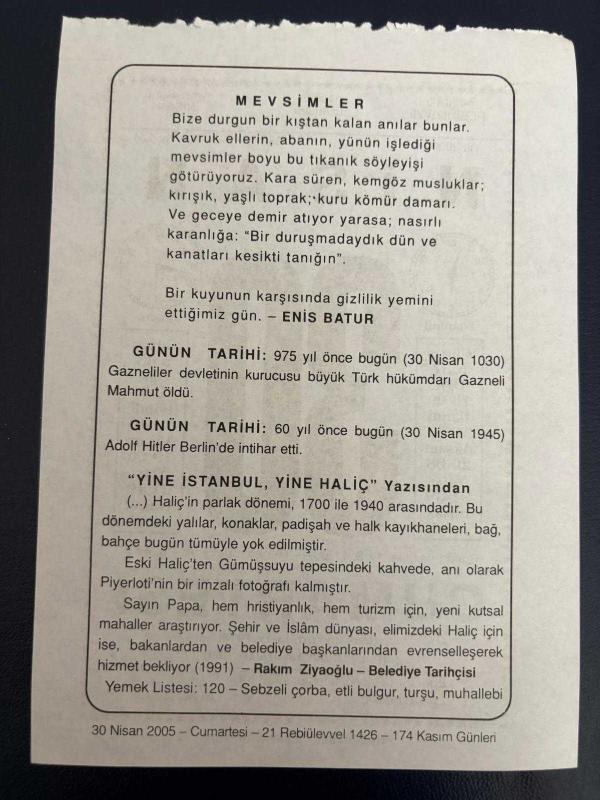 MEVSİMLER
Bize durgun bir kıştan kalan anılar bunlar.
Kavruk ellerin, abanın, yünün işlediği
mevsimler boyu bu tıkanık söyleyişi
götürüyoruz. Kara süren, kemgöz musluklar;
kırışık, yaşlı toprak; kuru kömür damarı.
Ve geceye demir atıyor yarasa; nasırlı
karanlığa: “Bir duruşmadaydık dün ve
kanatları kesikti tanığın”.
Bir kuyunun karşısında gizlilik yemini
ettiğimiz gün. – ENİS BATUR
GÜNÜN TARİHİ: 975 yıl önce bugün (30 Nisan 1030)
Gazneliler devletinin kurucusu büyük Türk hükümdarı Gazneli
Mahmut öldü.
GÜNÜN TARİHİ: 60 yıl önce bugün (30 Nisan 1945)
Adolf Hitler Berlin’de intihar etti.
“YİNE İSTANBUL, YİNE HALİÇ” Yazısından
(...) Haliç’in parlak dönemi, 1700 ile 1940 arasındadır. Bu
dönemdeki yalılar, konaklar, padişah ve halk kayıkhaneleri, bağ,
bahçe bugün tümüyle yok edilmiştir.
Eski Haliç’ten Gümüşsuyu tepesindeki kahvede, anı olarak
Piyerloti’nin bir imzalı fotoğrafı kalmıştır.
Sayın Papa, hem hristiyanlık, hem turizm için, yeni kutsal
mahaller araştırıyor. Şehir ve İslâm dünyası, elimizdeki Haliç için
ise, bakanlardan ve belediye başkanlarından evrenselleşerek
hizmet bekliyor (1991) – Rakım Ziyaoğlu – Belediye Tarihçisi
Yemek Listesi: 120 – Sebzeli çorba, etli bulgur, turşu, muhallebi
30 Nisan 2005 – Cumartesi – 21 Rebiülevvel 1426 – 174 Kasım Günleri